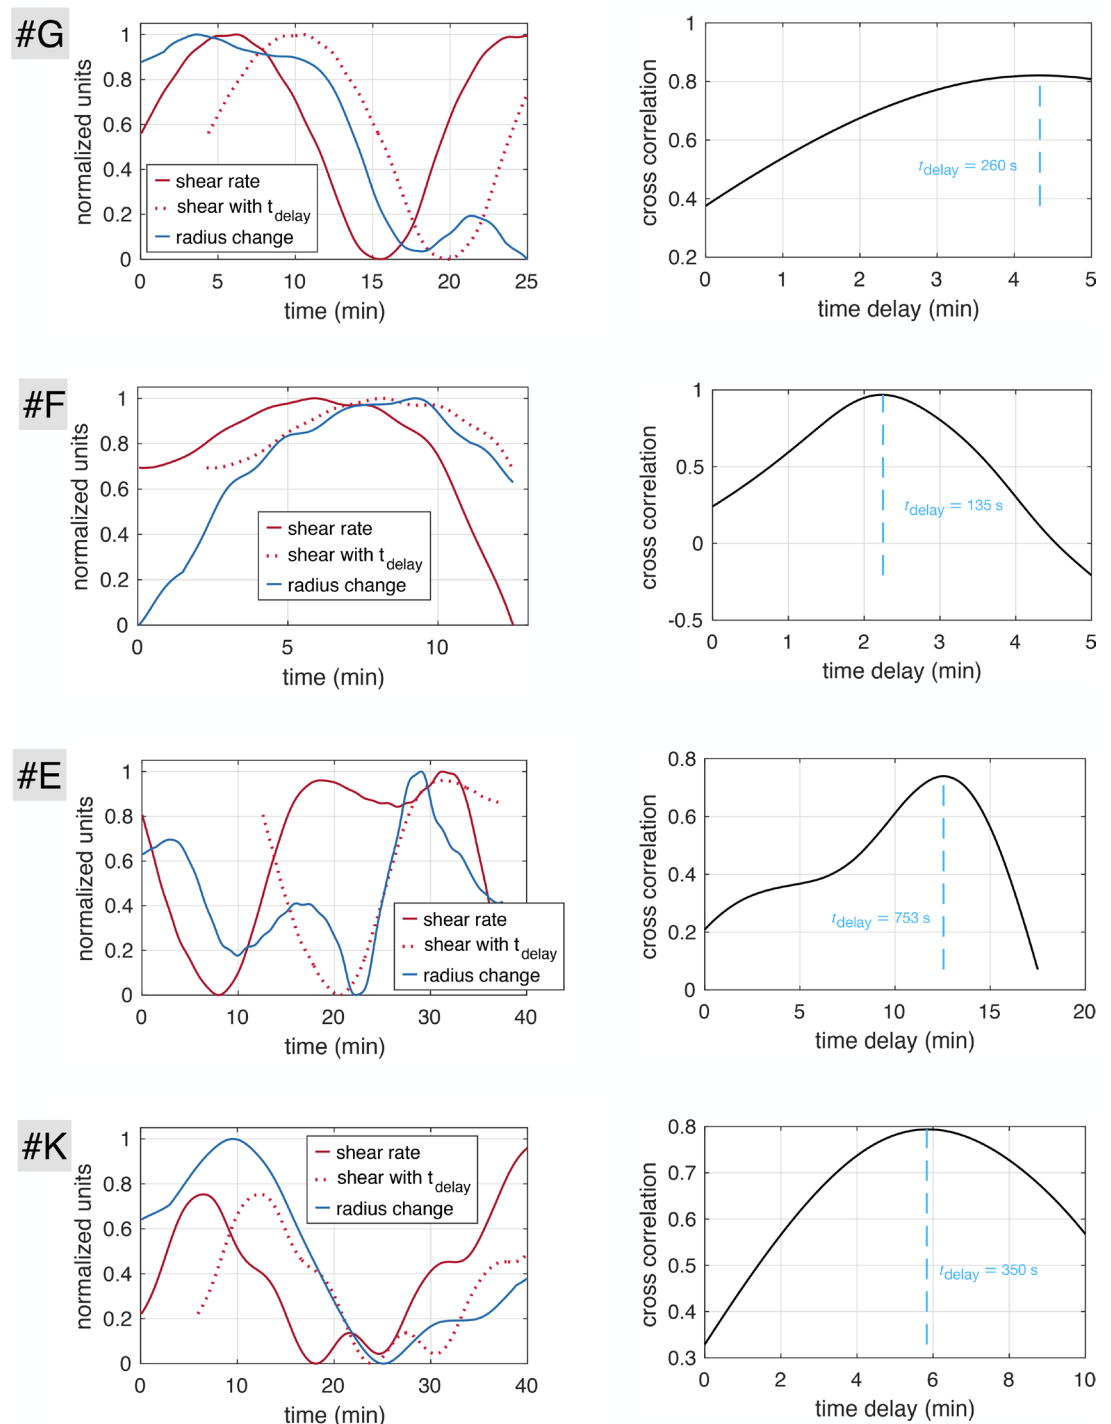 #G
normalized units
1
0.8
0.6
0.4
0.2
0
shear rate
shear with t_delay
radius change
0 5 10 15 20 25
time (min)
cross correlation
1
0.8
0.6
0.4
0.2
t_delay = 260 s
0 1 2 3 4 5
time delay (min)
#F
normalized units
1
0.8
0.6
0.4
0.2
0
shear rate
shear with t_delay
radius change
0 5 10
time (min)
cross correlation
1
0.5
0
-0.5
t_delay = 135 s
0 1 2 3 4 5
time delay (min)
#E
normalized units
1
0.8
0.6
0.4
0.2
0
shear rate
shear with t_delay
radius change
0 10 20 30 40
time (min)
cross correlation
0.8
0.6
0.4
0.2
0
t_delay = 753 s
0 5 10 15 20
time delay (min)
#K
normalized units
1
0.8
0.6
0.4
0.2
0
shear rate
shear with t_delay
radius change
0 10 20 30 40
time (min)
cross correlation
0.8
0.7
0.6
0.5
0.4
0.3
t_delay = 350 s
0 2 4 6 8 10
time delay (min)